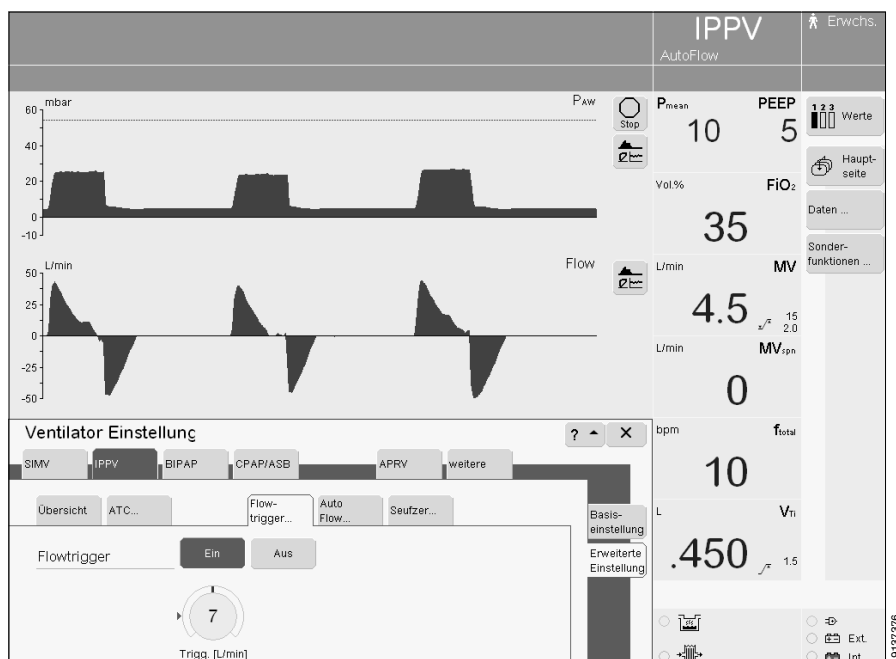 IPPV
AutoFlow
Erwchs.
mbar
PAW
60
40
20
0
-10
Stop
L/min
Flow
50
25
0
-25
-50
Pmean
PEEP
10
5
Vol.%
FiO2
35
L/min
MV
4.5
15
2.0
L/min
MVspn
0
bpm
ftotal
10
L
VTi
.450
1.5
1 2 3
Werte
Haupt-
seite
Daten ...
Sonder-
funktionen ...
Ventilator Einstellung
?
SIMV
IPPV
BIPAP
CPAP/ASB
APRV
weitere
Übersicht
ATC...
Flow-
trigger...
Auto
Flow...
Seufzer...
Basis-
einstellung
Erweiterte
Einstellung
Flowtrigger
Ein
Aus
7
Trigg. [L/min]
Ext.
Int.